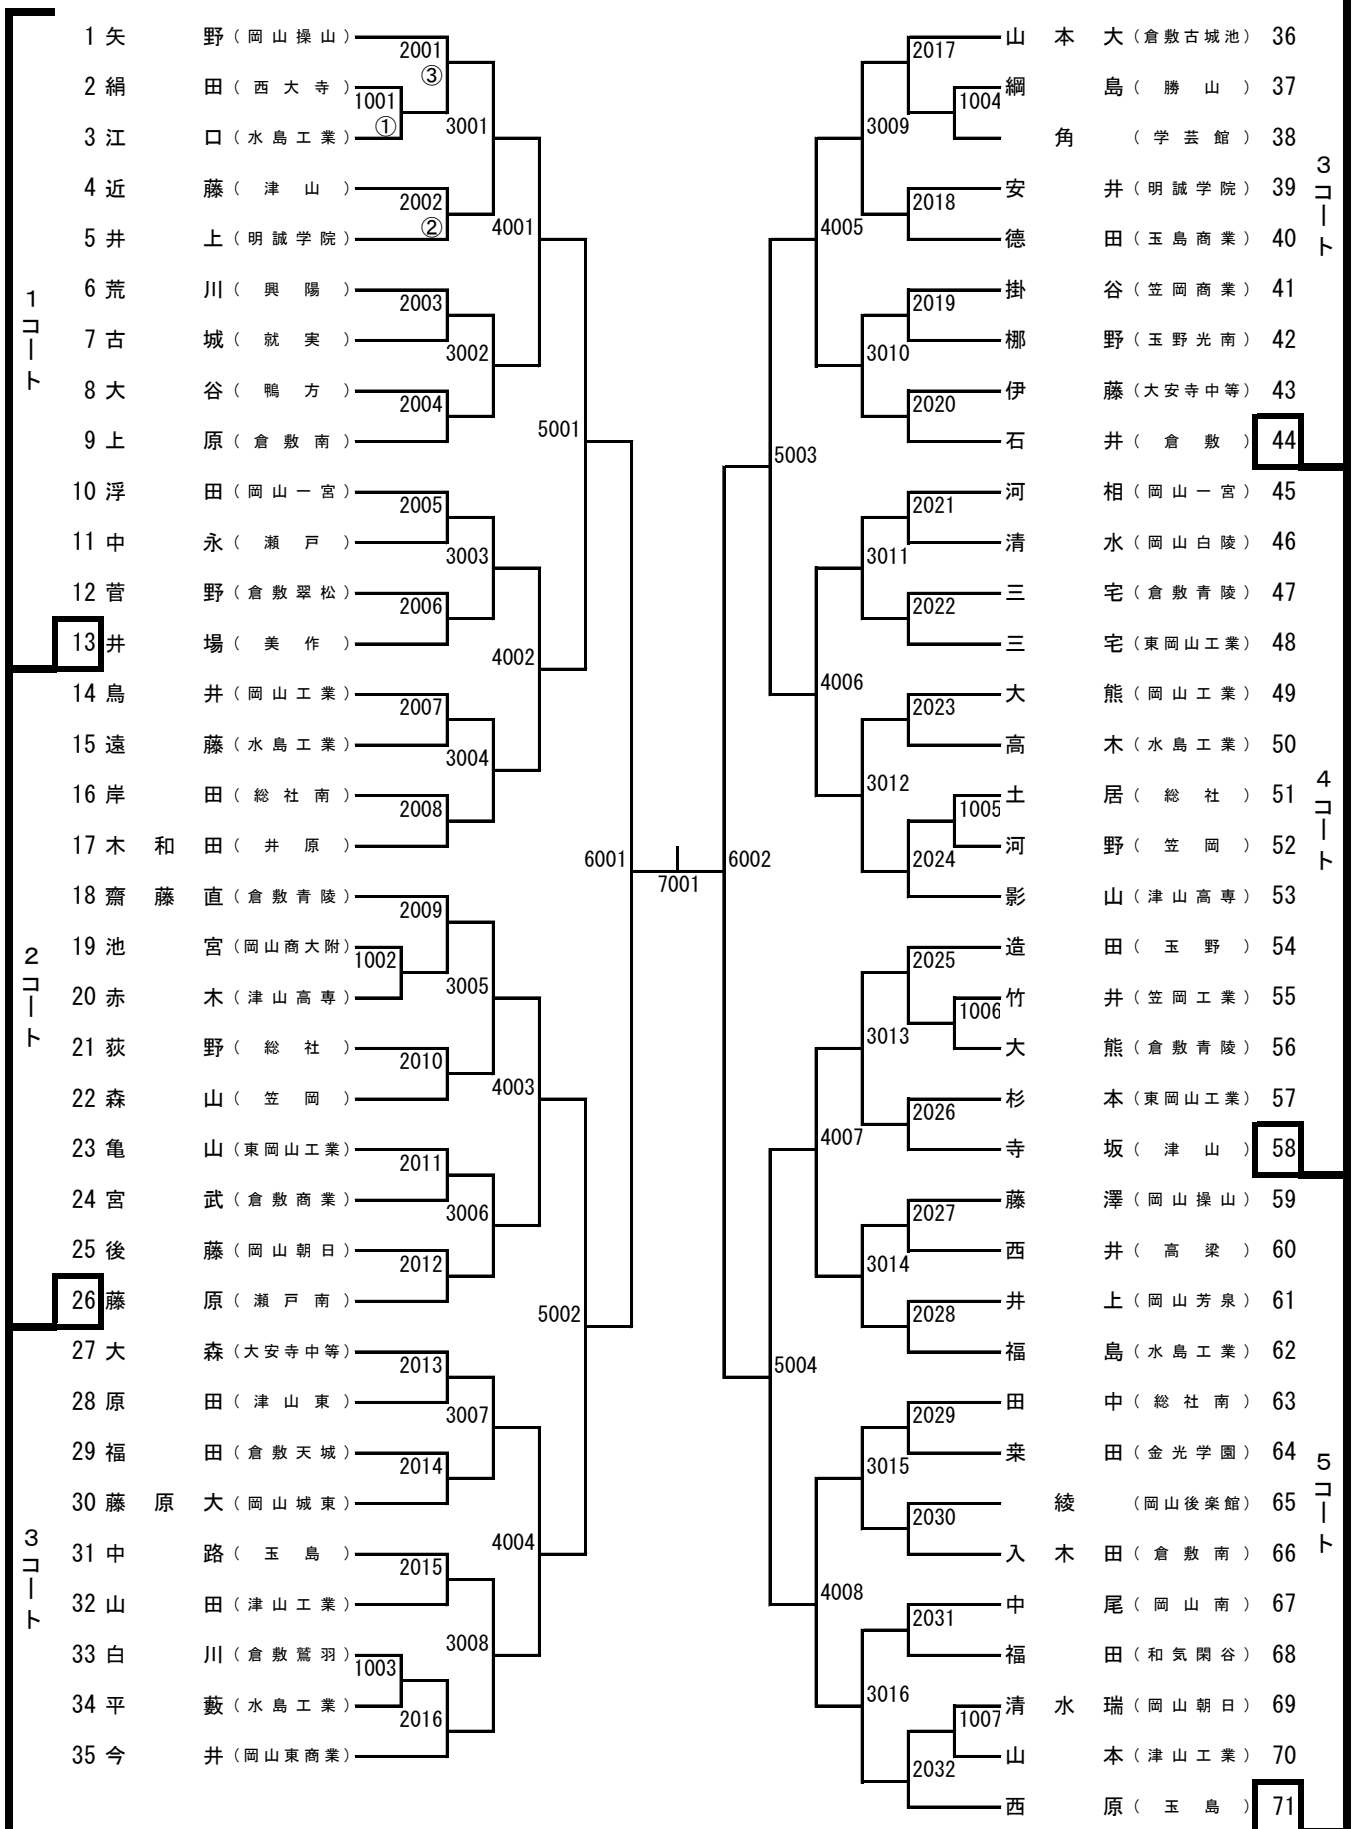 1コート
2コート
3コート
1 矢野（岡山操山）
2 絹田（西大寺）
3 江口（水島工業）
4 近藤（津山）
5 井上（明誠学院）
6 荒川（興陽）
7 古城（就実）
8 大谷（鴨方）
9 上原（倉敷南）
10 浮田（岡山一宮）
11 中永（瀬戸）
12 菅野（倉敷翠松）
13 井場（美作）
14 鳥井（岡山工業）
15 遠藤（水島工業）
16 岸田（総社南）
17 木和田（井原）
18 齋藤直（倉敷青陵）
19 池宮（岡山商大附）
20 赤木（津山高専）
21 荻野（総社）
22 森山（笠岡）
23 亀山（東岡山工業）
24 宮武（倉敷商業）
25 後藤（岡山朝日）
26 藤原（瀬戸南）
27 大森（大安寺中等）
28 原田（津山東）
29 福田（倉敷天城）
30 藤原大（岡山城東）
31 中路（玉島）
32 山田（津山工業）
33 白川（倉敷鷲羽）
34 平藪（水島工業）
35 今井（岡山東商業）
1001
①
1002
1003
2001
③
2002
②
2003
2004
2005
2006
2007
2008
2009
2010
2011
2012
2013
2014
2015
2016
3001
3002
3003
3004
3005
3006
3007
3008
4001
4002
4003
4004
5001
5002
6001
7001
6002
5003
5004
4005
4006
4007
4008
3009
3010
3011
3012
3013
3014
3015
3016
2017
2018
2019
2020
2021
2022
2023
2024
2025
2026
2027
2028
2029
2030
2031
2032
1004
1005
1006
1007
山本大（倉敷古城池）36
綱島（勝山）37
角（学芸館）38
安井（明誠学院）39
德田（玉島商業）40
掛谷（笠岡商業）41
梛野（玉野光南）42
伊藤（大安寺中等）43
石井（倉敷）44
河相（岡山一宮）45
清水（岡山白陵）46
三宅（倉敷青陵）47
三宅（東岡山工業）48
大熊（岡山工業）49
高木（水島工業）50
土居（総社）51
河野（笠岡）52
影山（津山高専）53
造田（玉野）54
竹井（笠岡工業）55
大熊（倉敷青陵）56
杉本（東岡山工業）57
寺坂（津山）58
藤澤（岡山操山）59
西井（高梁）60
井上（岡山芳泉）61
福島（水島工業）62
田中（総社南）63
桒田（金光学園）64
綾（岡山後楽館）65
入木田（倉敷南）66
中尾（岡山南）67
福田（和気閑谷）68
清水瑞（岡山朝日）69
山本（津山工業）70
西原（玉島）71
3コート
4コート
5コート